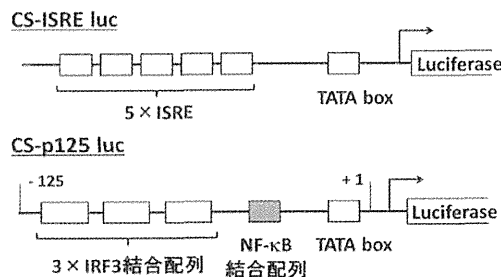 CS-ISRE luc
Luciferase
5×ISRE
TATA box
CS-p125 luc
- 125
+ 1
Luciferase
3×IRF3結合配列
NF-κB
結合配列
TATA box